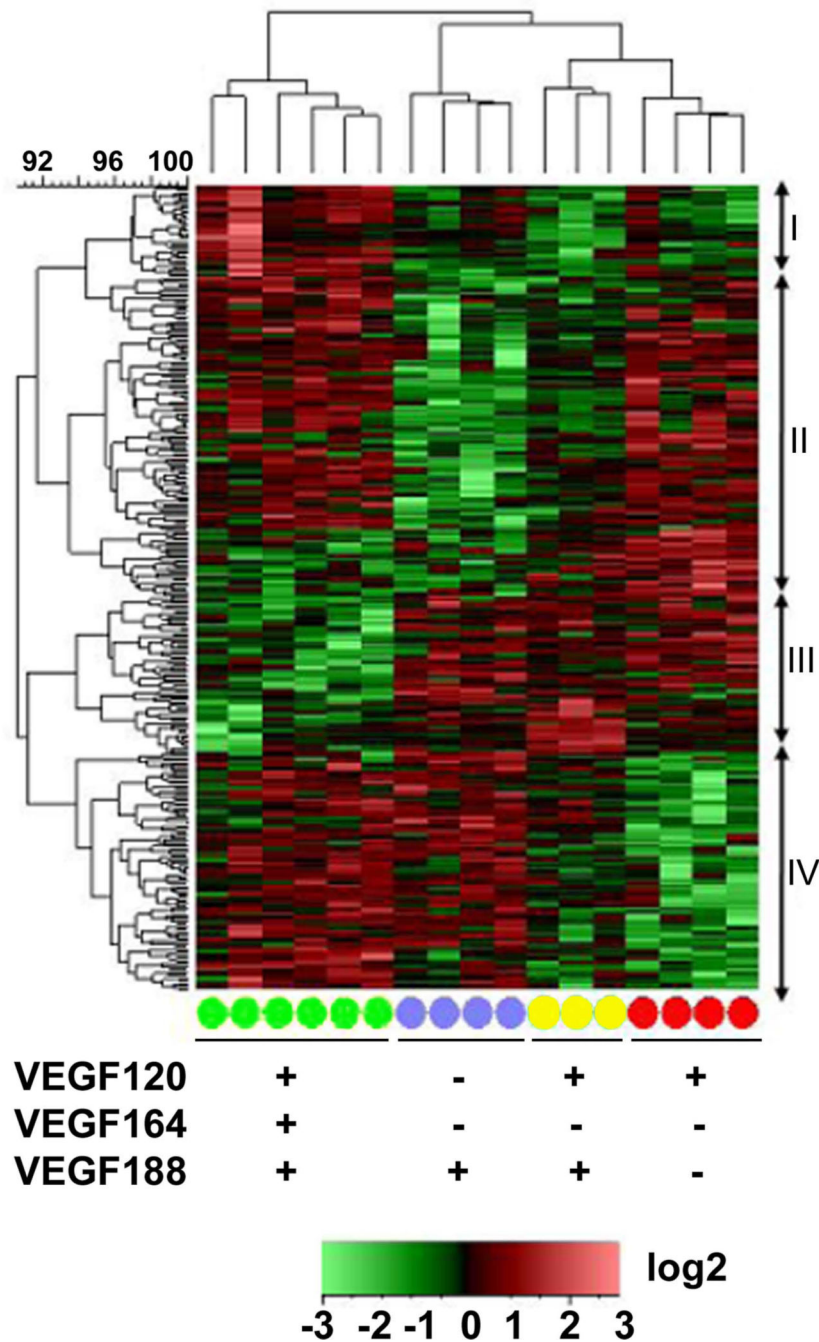 92 96 100
I
II
III
IV
VEGF120 + - + +
VEGF164 + - - -
VEGF188 + + + -
log2
-3 -2 -1 0 1 2 3